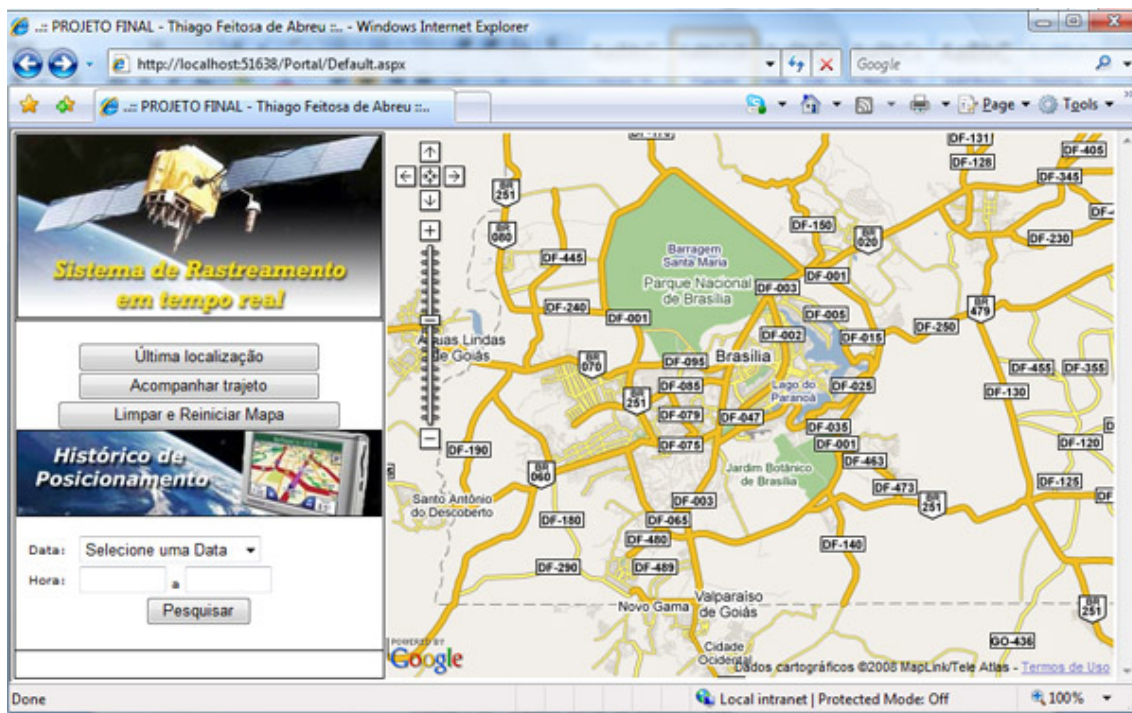 ..:: PROJETO FINAL - Thiago Feitosa de Abreu ::.. - Windows Internet Explorer
http://localhost:51638/Portal/Default.aspx
Google
..:: PROJETO FINAL - Thiago Feitosa de Abreu ::..
Page
Tools
Sistema de Rastreamento
em tempo real
Última localização
Acompanhar trajeto
Limpar e Reiniciar Mapa
Histórico de
Posicionamento
Data: Selecione uma Data
Hora: a
Pesquisar
DF-131
DF-405
DF-128
DF-345
BR
251
DF-150
BR
020
DF-230
BR
080
DF-445
Barragem
Santa Maria
Parque Nacional
de Brasília
DF-001
DF-003
DF-240
DF-001
DF-005
BR
479
DF-002
DF-015
DF-250
Águas Lindas
de Goiás
BR
070
DF-095
Brasília
DF-455
DF-355
DF-085
Lago do
Paranoá
DF-025
DF-130
BR
251
DF-079
DF-047
DF-035
DF-190
DF-075
DF-001
DF-120
BR
060
Jardim Botânico
de Brasília
DF-463
DF-473
DF-125
BR
251
Santo Antônio
do Descoberto
DF-003
DF-180
DF-065
DF-480
DF-140
DF-290
DF-489
Novo Gama
Valparaíso
de Goiás
BR
251
GO-436
Cidade
Ocidental
POWERED BY
Google
Dados cartográficos ©2008 MapLink/Tele Atlas - Termos de Uso
Done
Local intranet | Protected Mode: Off
100%